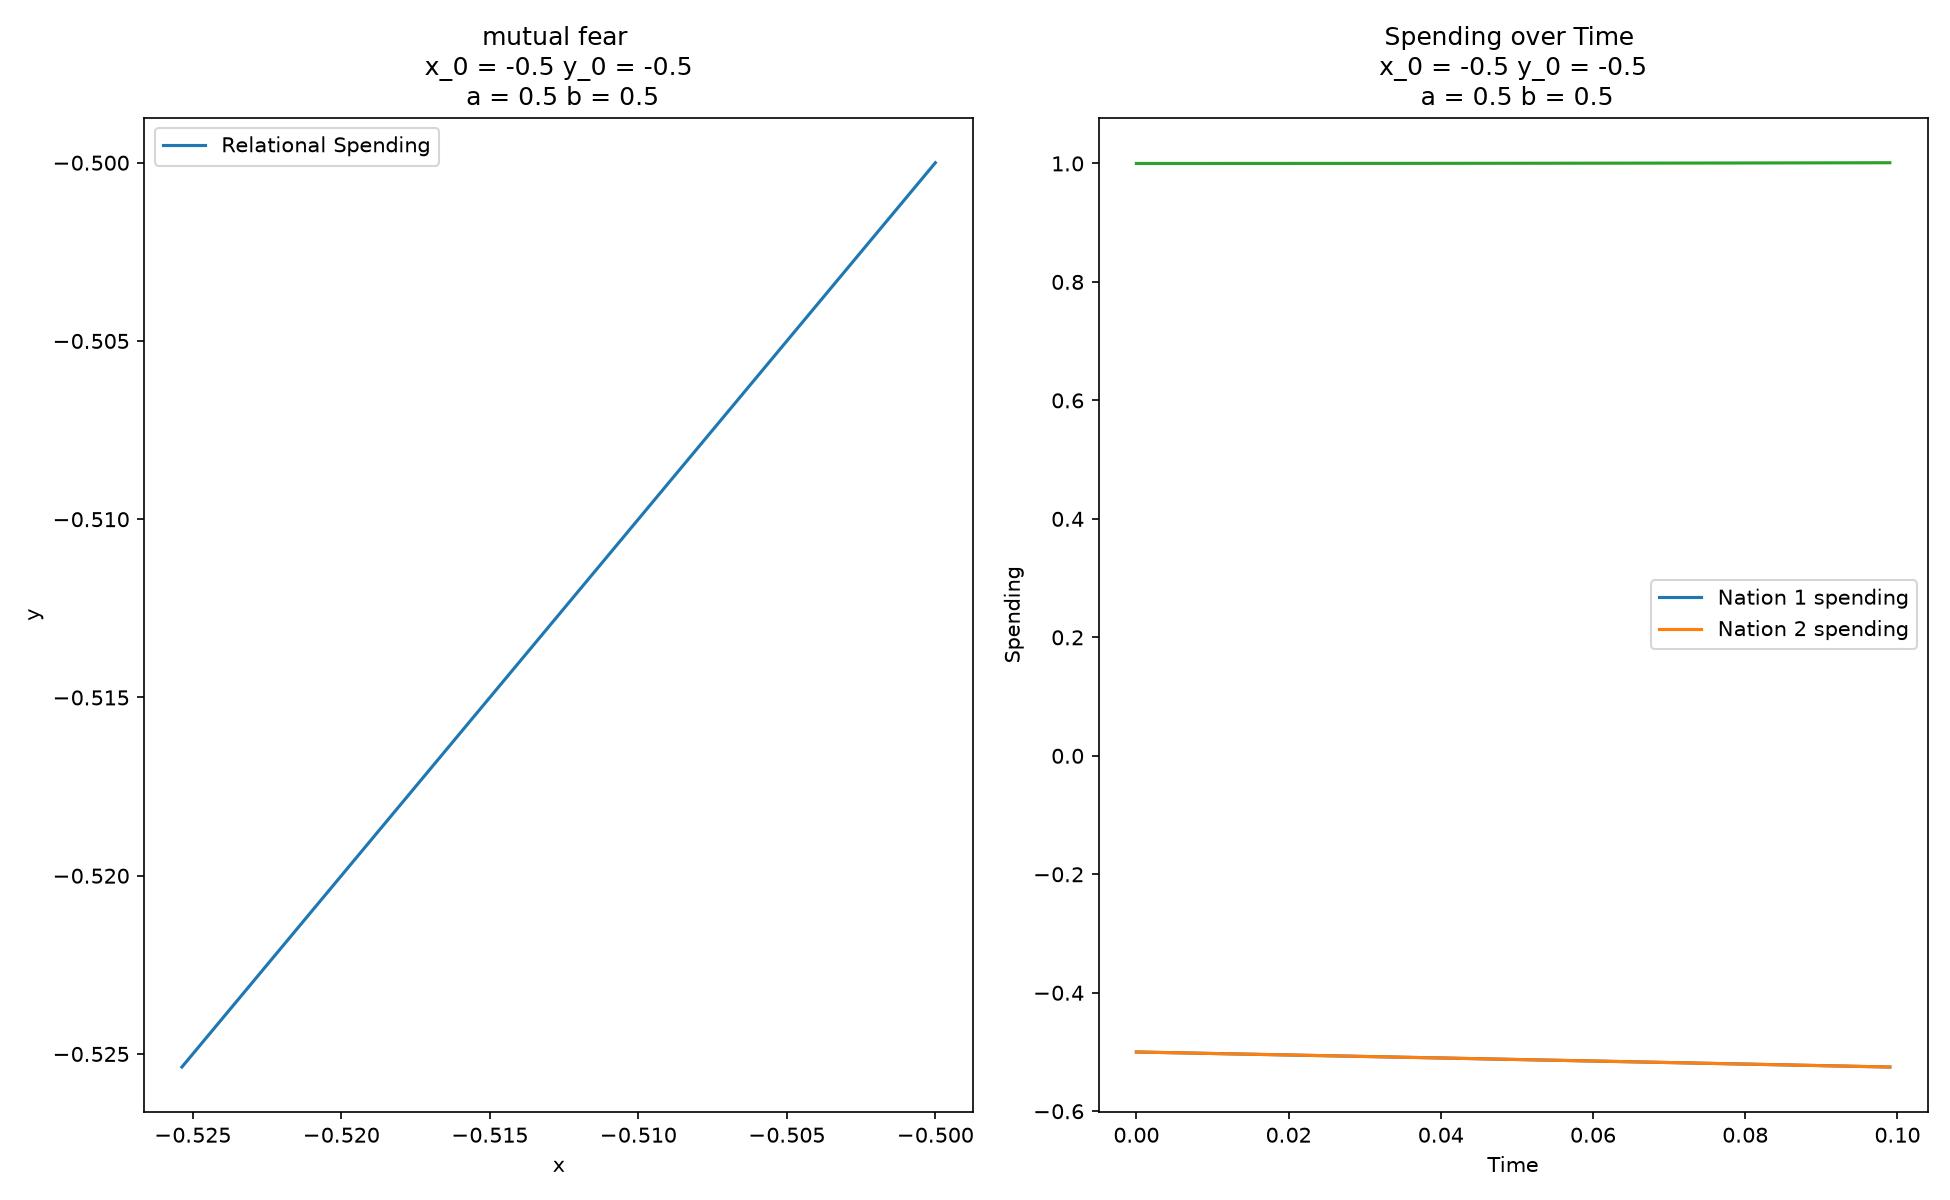 mutual fear
x_0 = -0.5 y_0 = -0.5
a = 0.5 b = 0.5
Relational Spending
−0.500
−0.505
−0.510
−0.515
−0.520
−0.525
y
−0.525 −0.520 −0.515 −0.510 −0.505 −0.500
x
Spending over Time
x_0 = -0.5 y_0 = -0.5
a = 0.5 b = 0.5
1.0
0.8
0.6
0.4
0.2
0.0
−0.2
−0.4
−0.6
Spending
Nation 1 spending
Nation 2 spending
0.00 0.02 0.04 0.06 0.08 0.10
Time